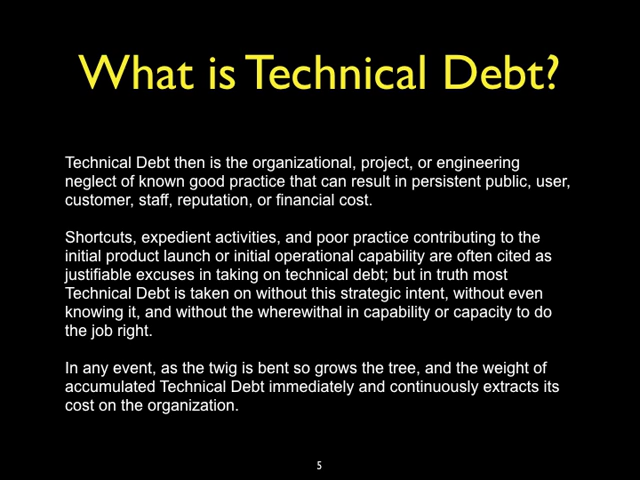 What is Technical Debt?
Technical Debt then is the organizational, project, or engineering
neglect of known good practice that can result in persistent public, user,
customer, staff, reputation, or financial cost.
Shortcuts, expedient activities, and poor practice contributing to the
initial product launch or initial operational capability are often cited as
justifiable excuses in taking on technical debt; but in truth most
Technical Debt is taken on without this strategic intent, without even
knowing it, and without the wherewithal in capability or capacity to do
the job right.
In any event, as the twig is bent so grows the tree, and the weight of
accumulated Technical Debt immediately and continuously extracts its
cost on the organization.
5